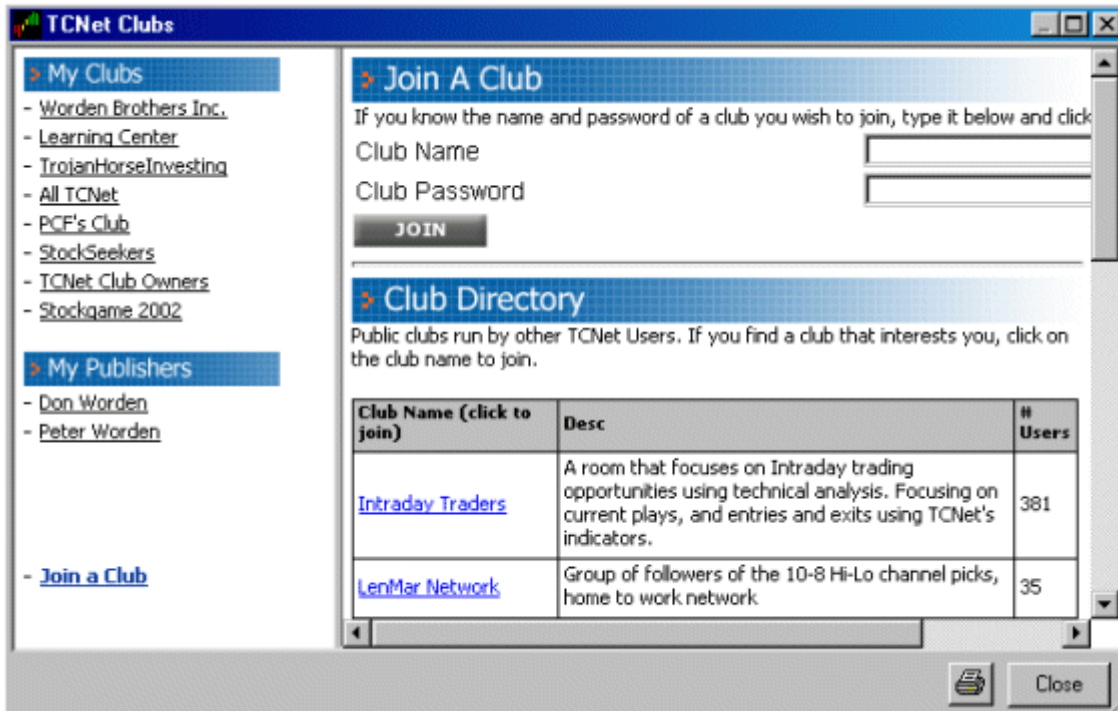 TCNet Clubs
My Clubs
- Worden Brothers Inc.
- Learning Center
- TrojanHorseInvesting
- All TCNet
- PCF's Club
- StockSeekers
- TCNet Club Owners
- Stockgame 2002
My Publishers
- Don Worden
- Peter Worden
- Join a Club
Join A Club
If you know the name and password of a club you wish to join, type it below and click
Club Name
Club Password
JOIN
Club Directory
Public clubs run by other TCNet Users. If you find a club that interests you, click on
the club name to join.
Club Name (click to
join)
Desc
#
Users
Intraday Traders
A room that focuses on Intraday trading
opportunities using technical analysis. Focusing on
current plays, and entries and exits using TCNet's
indicators.
381
LenMar Network
Group of followers of the 10-8 Hi-Lo channel picks,
home to work network
35
Close